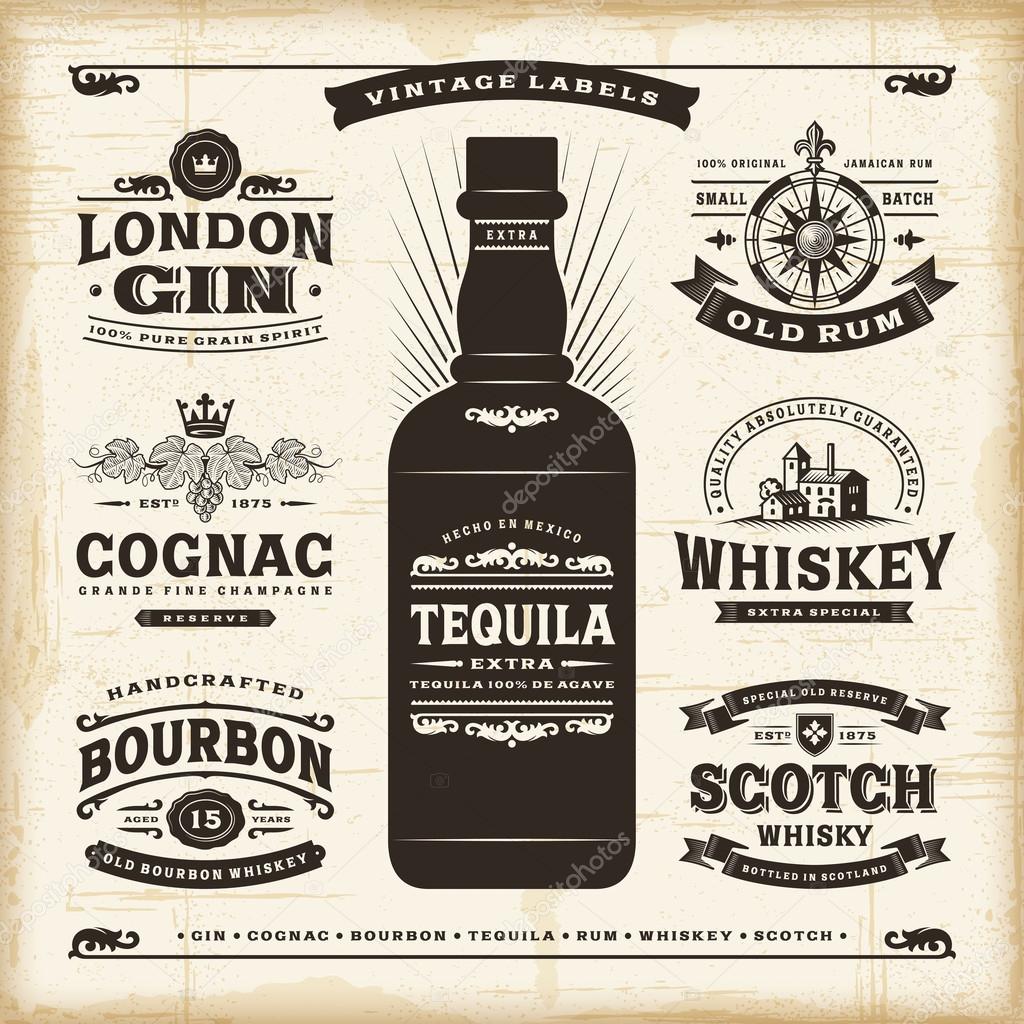 VINTAGE LABELS
LONDON
GIN
100% PURE GRAIN SPIRIT
ESTD 1875
COGNAC
GRANDE FINE CHAMPAGNE
RESERVE
HANDCRAFTED
BOURBON
AGED 15 YEARS
OLD BOURBON WHISKEY
EXTRA
HECHO EN MEXICO
TEQUILA
EXTRA
TEQUILA 100% DE AGAVE
100% ORIGINAL JAMAICAN RUM
SMALL BATCH
OLD RUM
QUALITY ABSOLUTELY GUARANTEED
WHISKEY
SXTRA SPECIAL
SPECIAL OLD RESERVE
ESTD 1875
SCOTCH
WHISKY
BOTTLED IN SCOTLAND
• GIN • COGNAC • BOURBON • TEQUILA • RUM • WHISKEY • SCOTCH •
depositphotos